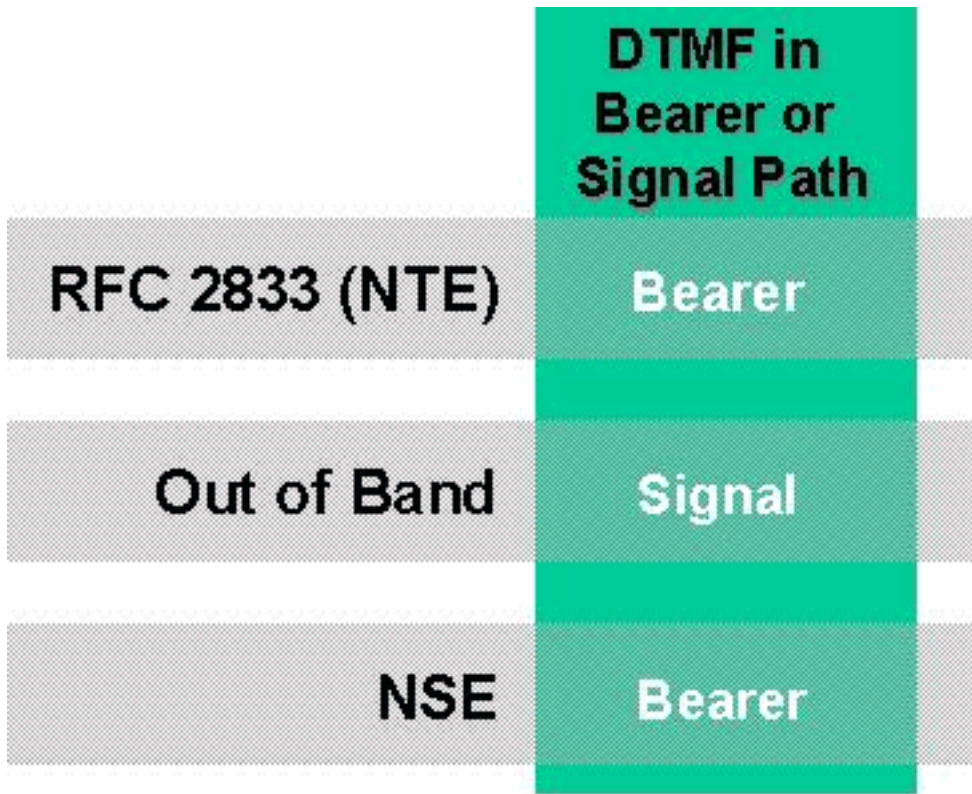 DTMF in
Bearer or
Signal Path
RFC 2833 (NTE) Bearer
Out of Band Signal
NSE Bearer